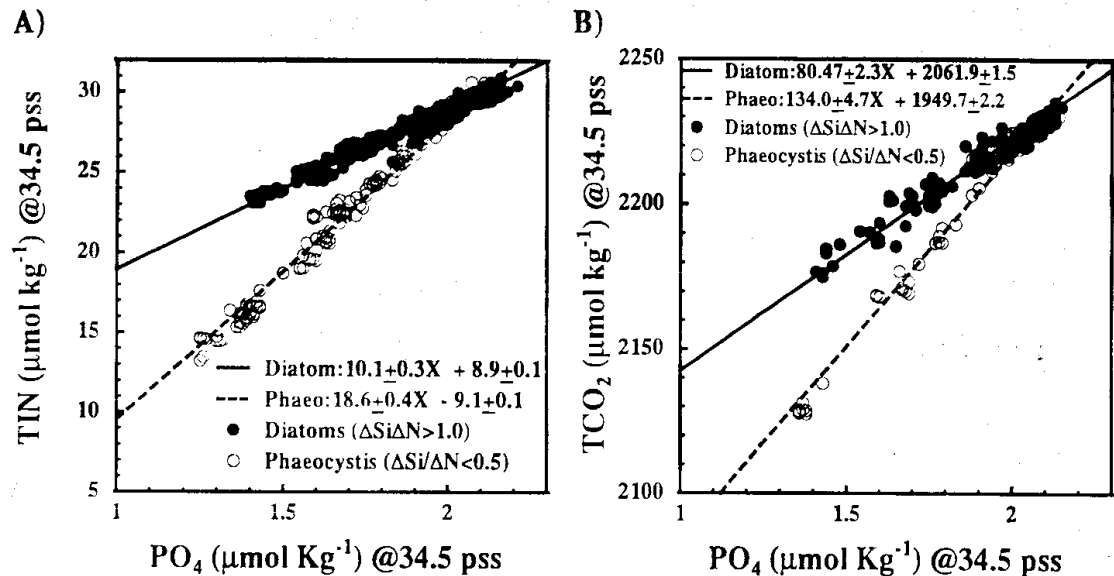 A)
TIN (μmol kg⁻¹) @34.5 pss
30
26
21
15
10
5
Diatom:10.1±0.3X + 8.9±0.1
Phaeo:18.6±0.4X - 9.1±0.1
Diatoms (ΔSiΔN>1.0)
Phaeocystis (ΔSi/ΔN<0.5)
1
1.5
2
PO₄ (μmol Kg⁻¹) @34.5 pss
B)
TCO₂ (μmol kg⁻¹) @34.5 pss
2250
2200
2150
2100
Diatom:80.47±2.3X + 2061.9±1.5
Phaeo:134.0±4.7X + 1949.7±2.2
Diatoms (ΔSiΔN>1.0)
Phaeocystis (ΔSi/ΔN<0.5)
1
1.5
2
PO₄ (μmol Kg⁻¹) @34.5 pss